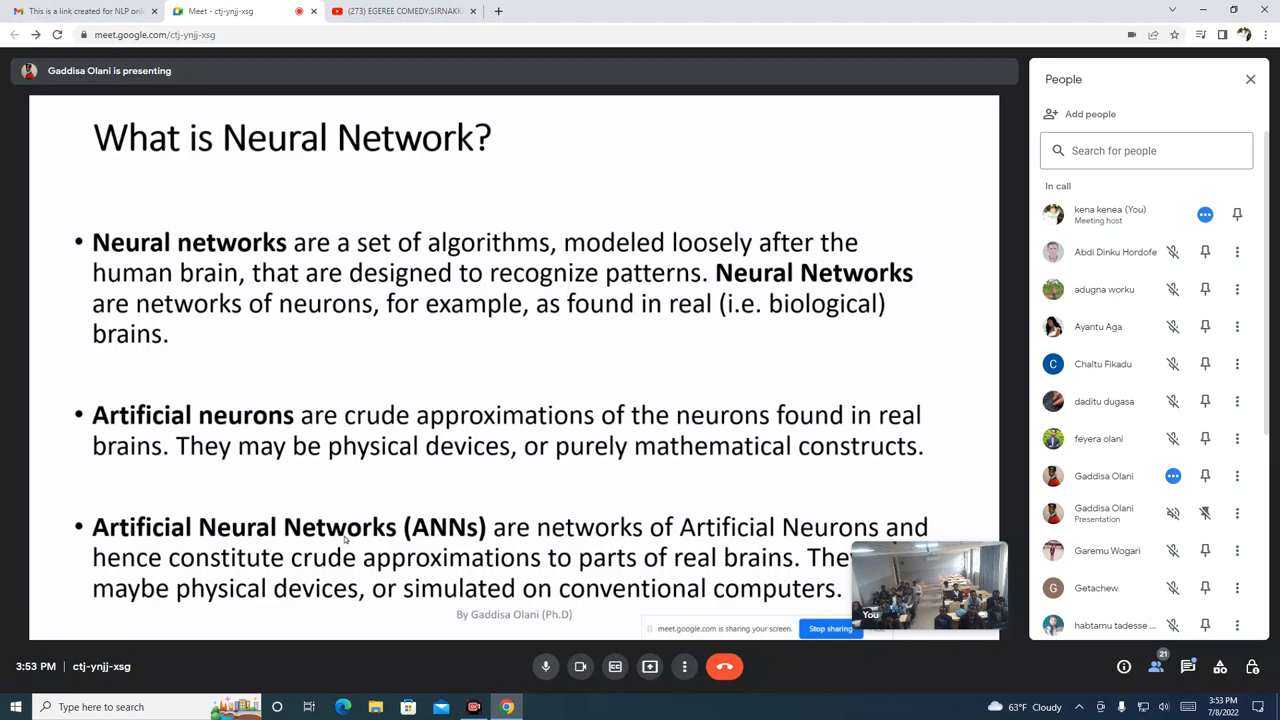 This is a link created for NLP onl
Meet - ctj-ynjj-xsg
(273) EGEREE COMEDY:SIRNAKK
meet.google.com/ctj-ynjj-xsg
Gaddisa Olani is presenting
What is Neural Network?
• Neural networks are a set of algorithms, modeled loosely after the
human brain, that are designed to recognize patterns. Neural Networks
are networks of neurons, for example, as found in real (i.e. biological)
brains.
• Artificial neurons are crude approximations of the neurons found in real
brains. They may be physical devices, or purely mathematical constructs.
• Artificial Neural Networks (ANNs) are networks of Artificial Neurons and
hence constitute crude approximations to parts of real brains. They
maybe physical devices, or simulated on conventional computers.
By Gaddisa Olani (Ph.D)
You
meet.google.com is sharing your screen.
Stop sharing
People
Add people
Search for people
In call
kena kenea (You)
Meeting host
Abdi Dinku Hordofe
adugna worku
Ayantu Aga
C
Chaltu Fikadu
daditu dugasa
feyera olani
Gaddisa Olani
Gaddisa Olani
Presentation
Garemu Wogari
G
Getachew
habtamu tadesse ...
3:53 PM | ctj-ynjj-xsg
21
Type here to search
63°F Cloudy
3:53 PM
7/8/2022